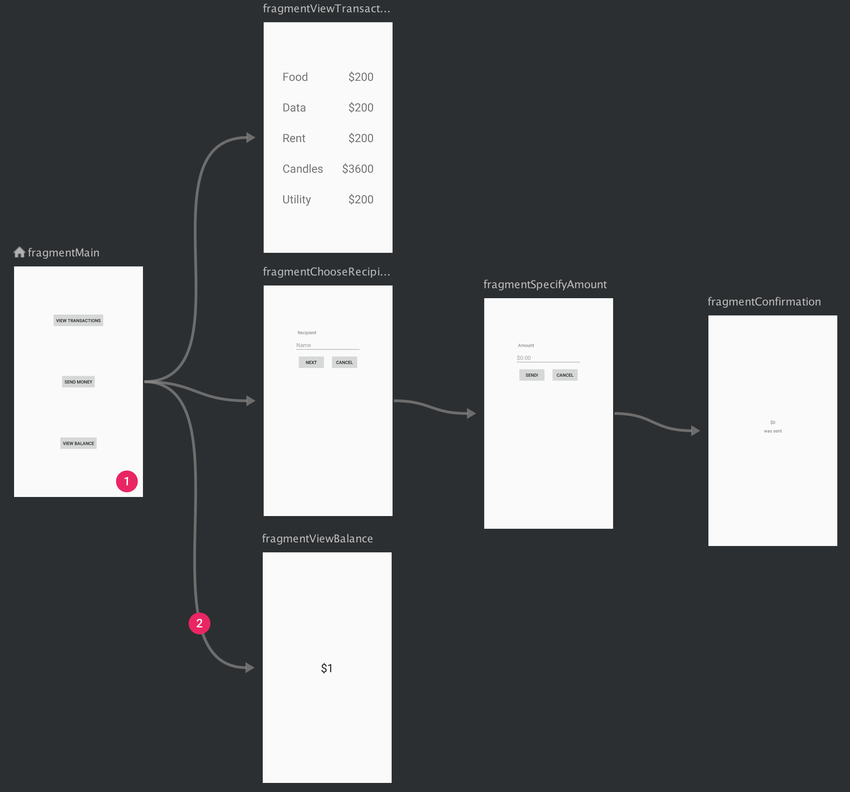 fragmentViewTransact...
Food $200
Data $200
Rent $200
Candles $3600
Utility $200
fragmentMain
VIEW TRANSACTIONS
SEND MONEY
VIEW BALANCE
1
fragmentChooseRecipi...
Recipient
Name
NEXT CANCEL
fragmentSpecifyAmount
Amount
$0.00
SEND! CANCEL
fragmentConfirmation
$0
was sent
2
fragmentViewBalance
$1